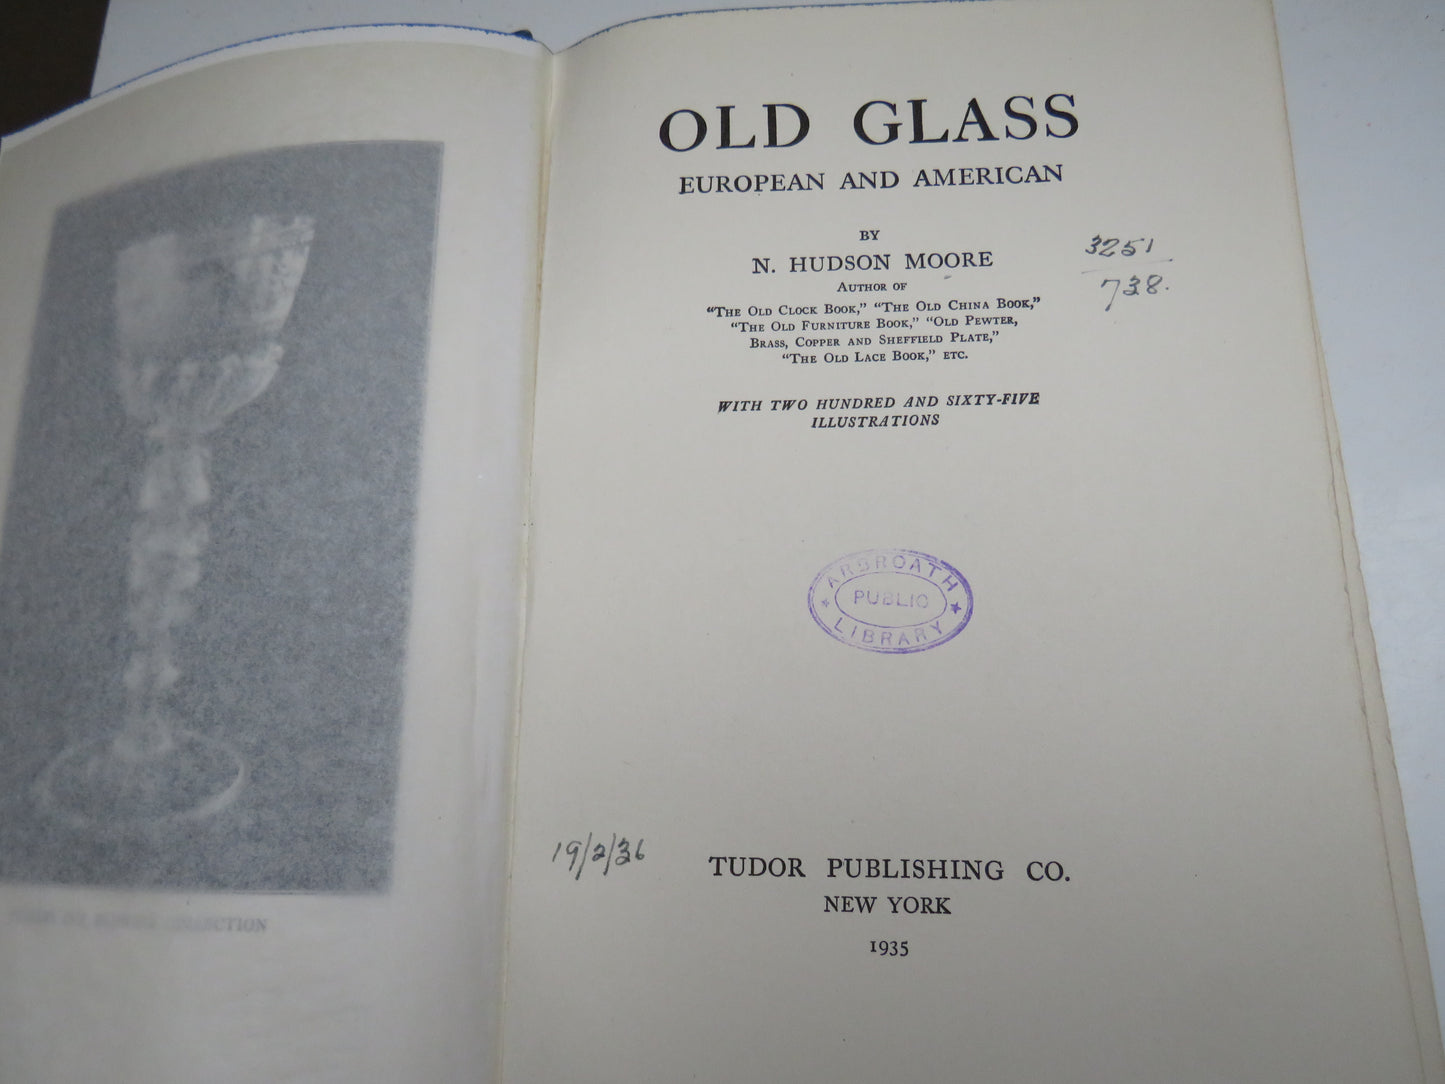 OLD GLASS
EUROPEAN AND AMERICAN
BY
N. HUDSON MOORE
AUTHOR OF
"THE OLD CLOCK BOOK," "THE OLD CHINA BOOK,"
"THE OLD FURNITURE BOOK," "OLD PEWTER,
BRASS, COPPER AND SHEFFIELD PLATE,"
"THE OLD LACE BOOK," ETC.
3251
738.
WITH TWO HUNDRED AND SIXTY-FIVE
ILLUSTRATIONS
ARBROATH
PUBLIC
LIBRARY
19/2/36
TUDOR PUBLISHING CO.
NEW YORK
1935
COLLECTION